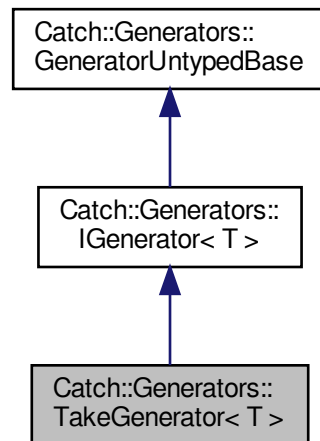 Catch::Generators::
GeneratorUntypedBase
Catch::Generators::
IGenerator< T >
Catch::Generators::
TakeGenerator< T >